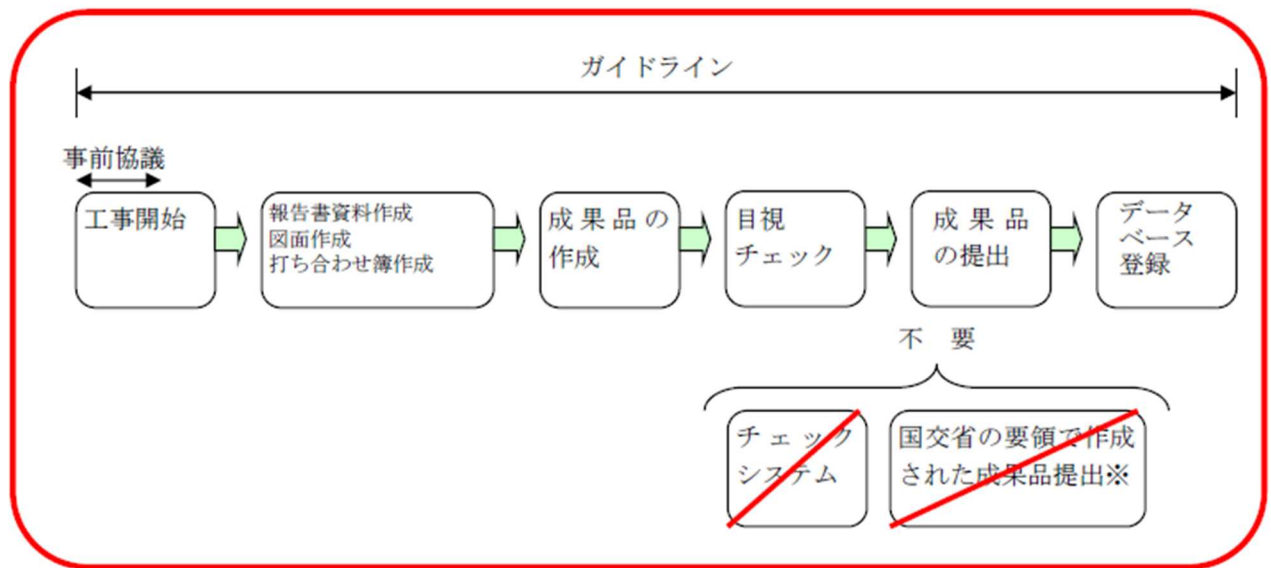 ガイドライン
事前協議
工事開始
報告書資料作成
図面作成
打ち合わせ簿作成
成果品の
作成
目視
チェック
成果品
の提出
データ
ベース
登録
不 要
チェック
システム
国交省の要領で作成
された成果品提出※